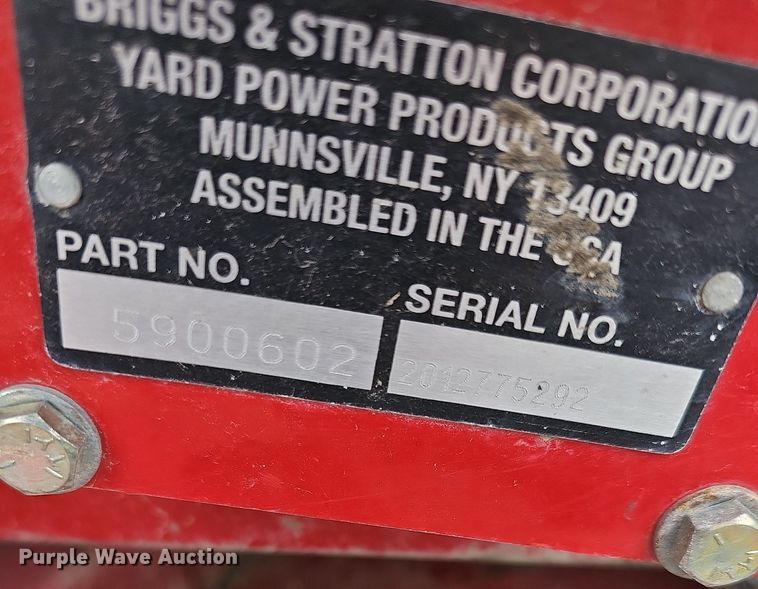 BRIGGS & STRATTON CORPORATION
YARD POWER PRODUCTS GROUP
MUNNSVILLE, NY 13409
ASSEMBLED IN THE USA
PART NO.
5900602
SERIAL NO.
2012775292
Purple Wave Auction